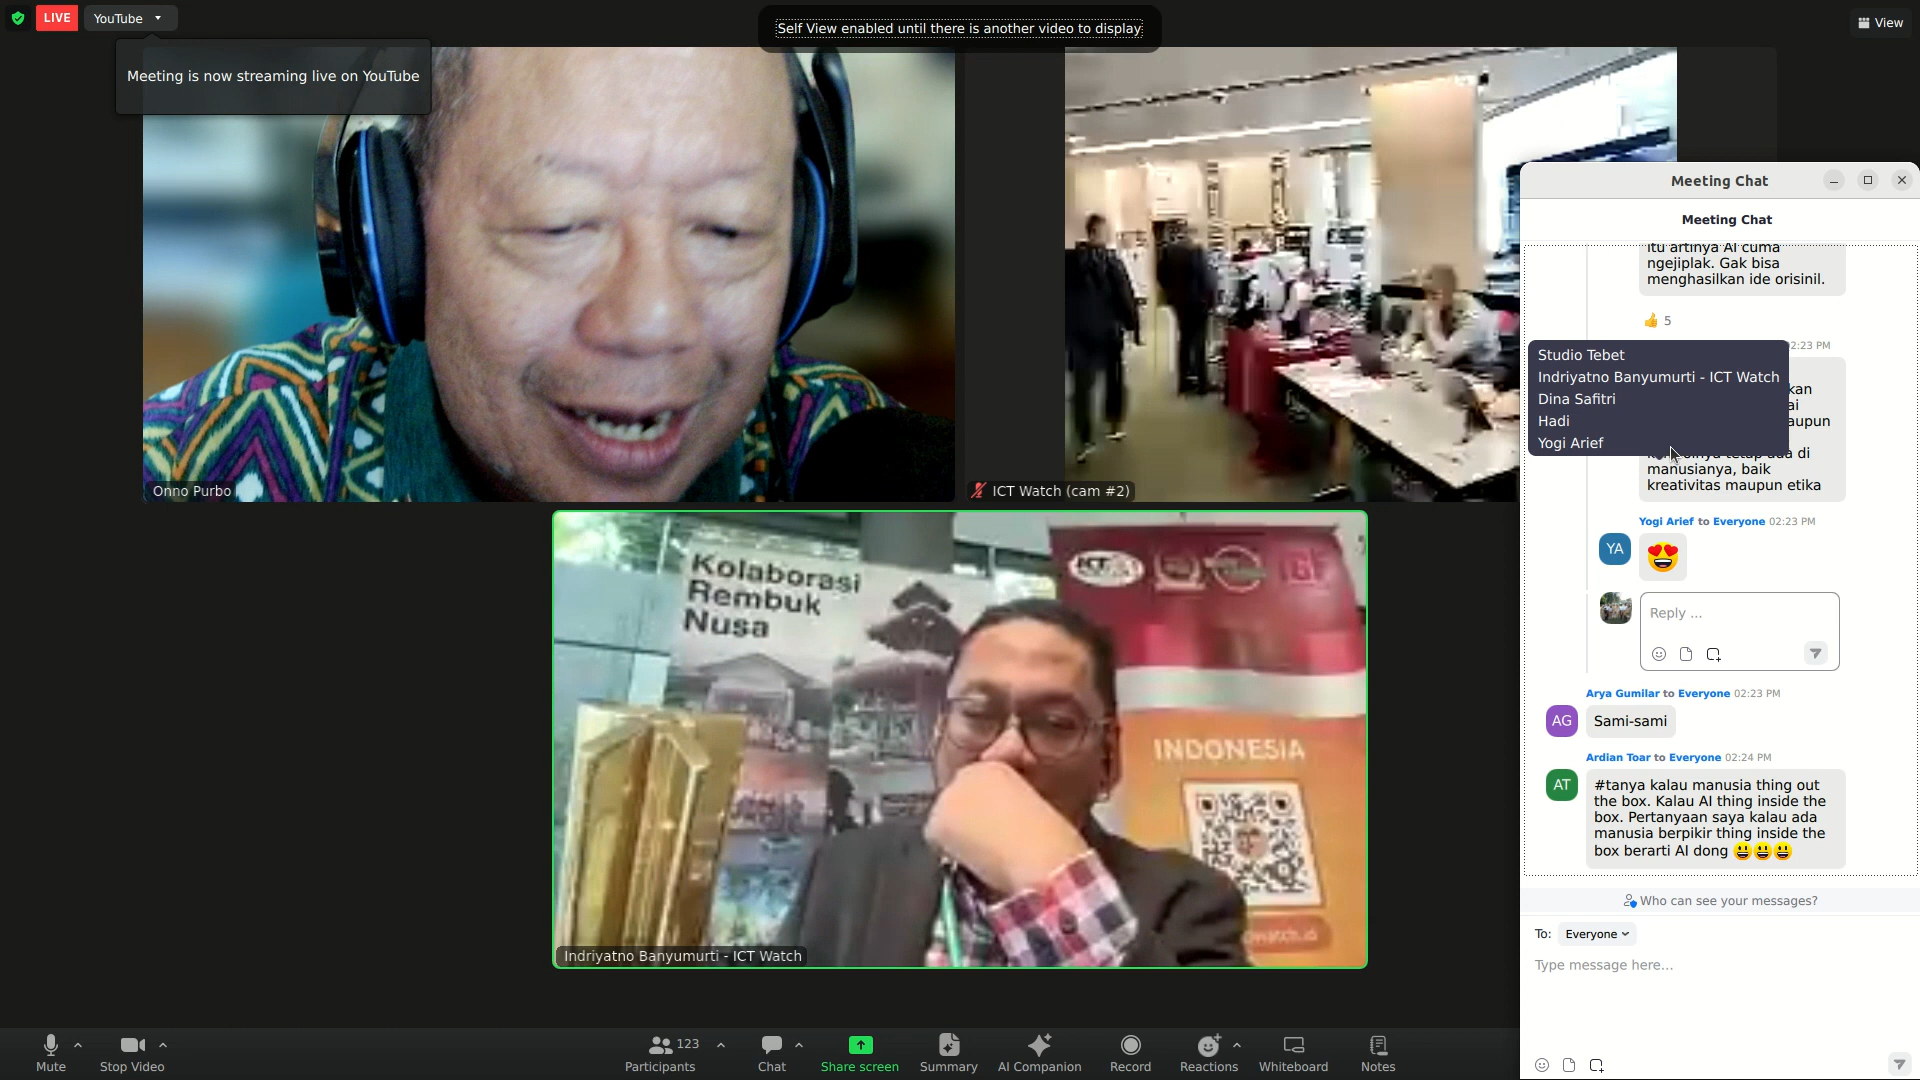 LIVE
YouTube
Self View enabled until there is another video to display
View
Meeting is now streaming live on YouTube
Onno Purbo
ICT Watch (cam #2)
Kolaborasi
Rembuk
Nusa
INDONESIA
Indriyatno Banyumurti - ICT Watch
Meeting Chat
Meeting Chat
itu artinya AI cuma
ngejiplak. Gak bisa
menghasilkan ide orisinil.
5
02:23 PM
Studio Tebet
Indriyatno Banyumurti - ICT Watch
Dina Safitri
Hadi
Yogi Arief
manusianya, baik
kreativitas maupun etika
Yogi Arief to Everyone 02:23 PM
YA
Reply ...
Arya Gumilar to Everyone 02:23 PM
AG
Sami-sami
Ardian Toar to Everyone 02:24 PM
AT
#tanya kalau manusia thing out
the box. Kalau AI thing inside the
box. Pertanyaan saya kalau ada
manusia berpikir thing inside the
box berarti AI dong 😃😃😃
Who can see your messages?
To: Everyone
Type message here...
Mute
Stop Video
123
Participants
Chat
Share screen
Summary
AI Companion
Record
Reactions
Whiteboard
Notes